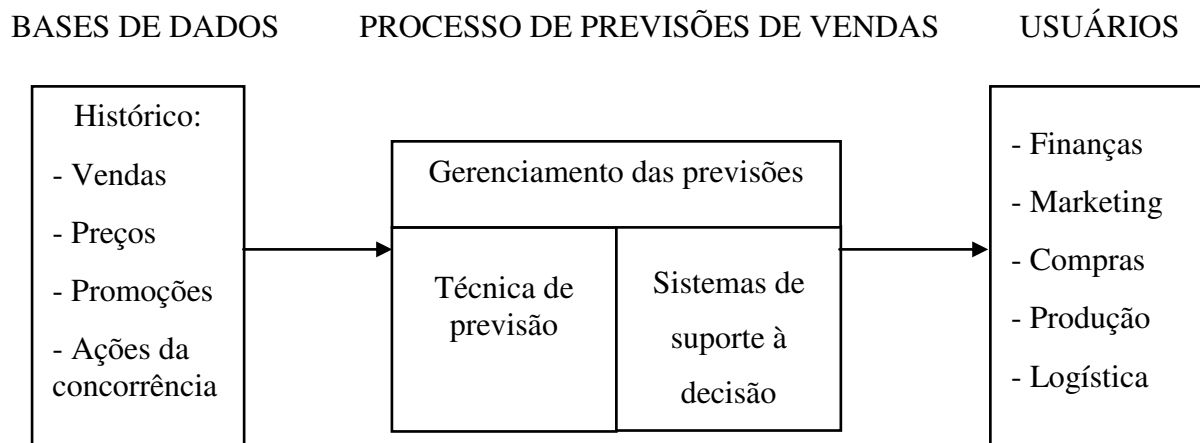 BASES DE DADOS
PROCESSO DE PREVISÕES DE VENDAS
USUÁRIOS
Histórico:
- Vendas
- Preços
- Promoções
- Ações da
concorrência
Gerenciamento das previsões
Técnica de
previsão
Sistemas de
suporte à
decisão
- Finanças
- Marketing
- Compras
- Produção
- Logística